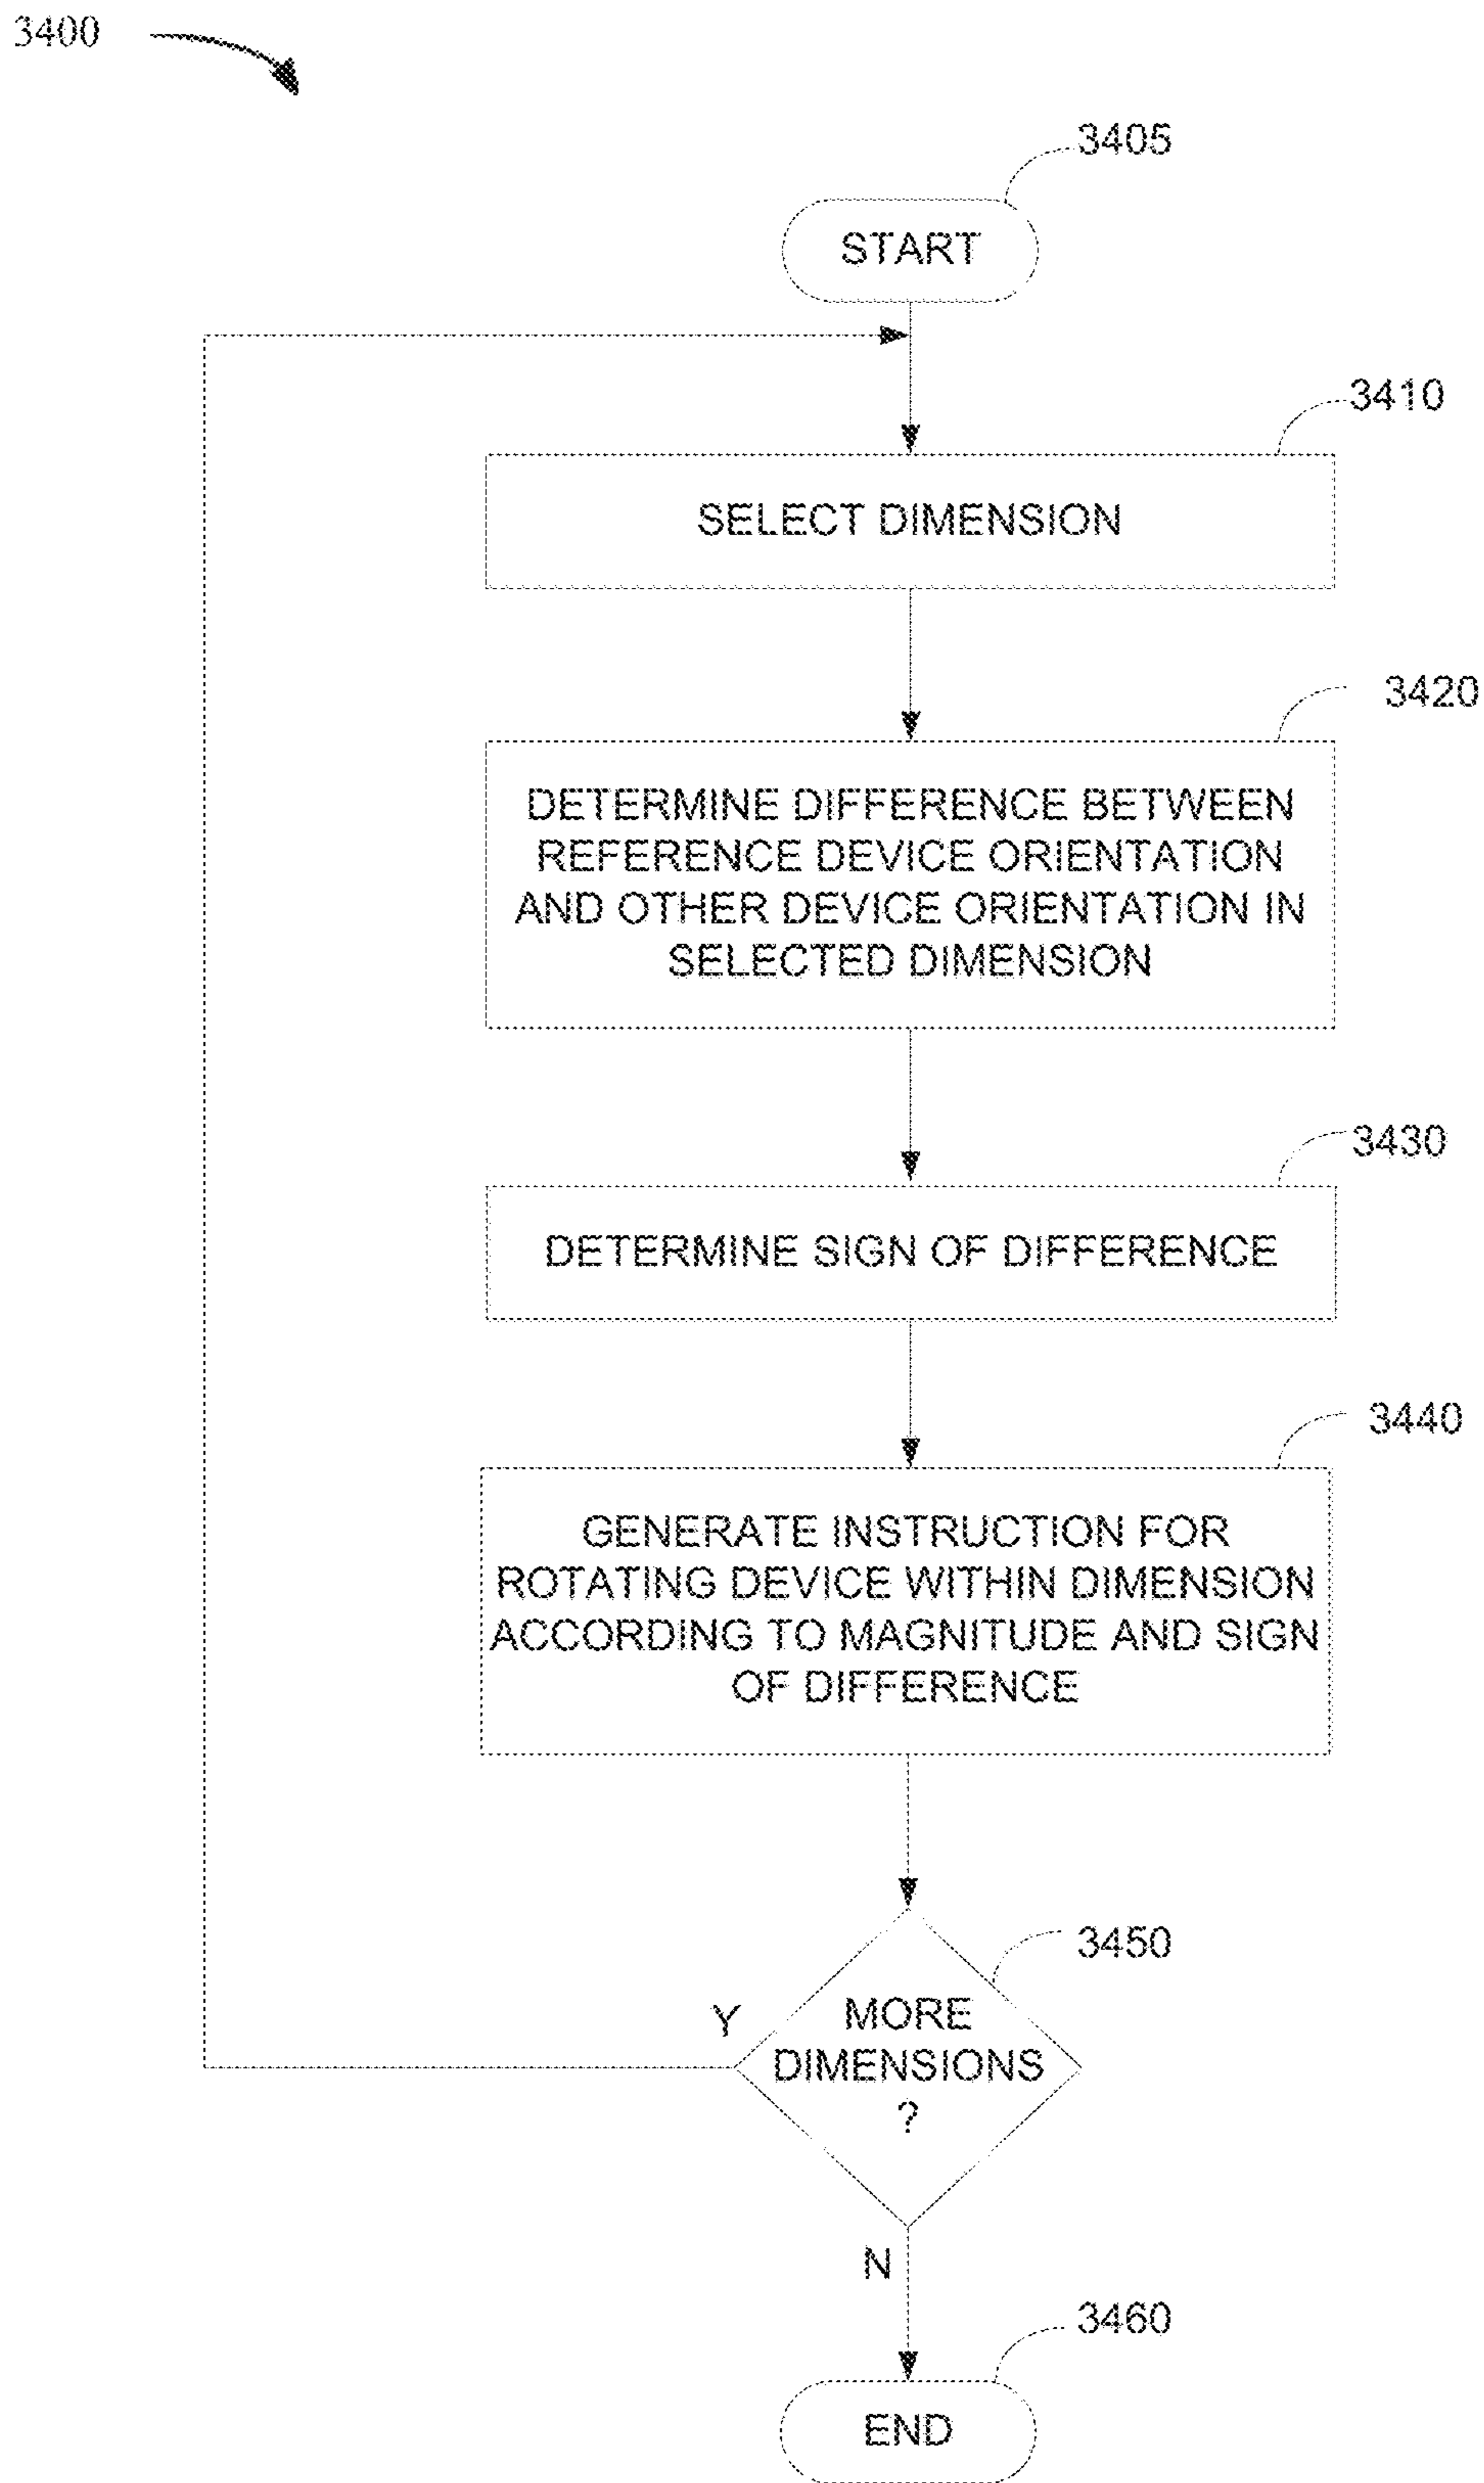 3400
3405
START
3410
SELECT DIMENSION
3420
DETERMINE DIFFERENCE BETWEEN
REFERENCE DEVICE ORIENTATION
AND OTHER DEVICE ORIENTATION IN
SELECTED DIMENSION
3430
DETERMINE SIGN OF DIFFERENCE
3440
GENERATE INSTRUCTION FOR
ROTATING DEVICE WITHIN DIMENSION
ACCORDING TO MAGNITUDE AND SIGN
OF DIFFERENCE
3450
Y
MORE
DIMENSIONS
?
N
3460
END